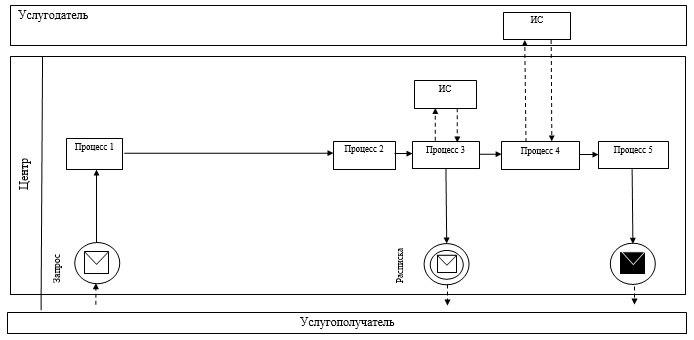 Услугодатель
ИС
ИС
Центр
Процесс 1
Процесс 2
Процесс 3
Процесс 4
Процесс 5
Запрос
Расписка
Услугополучатель